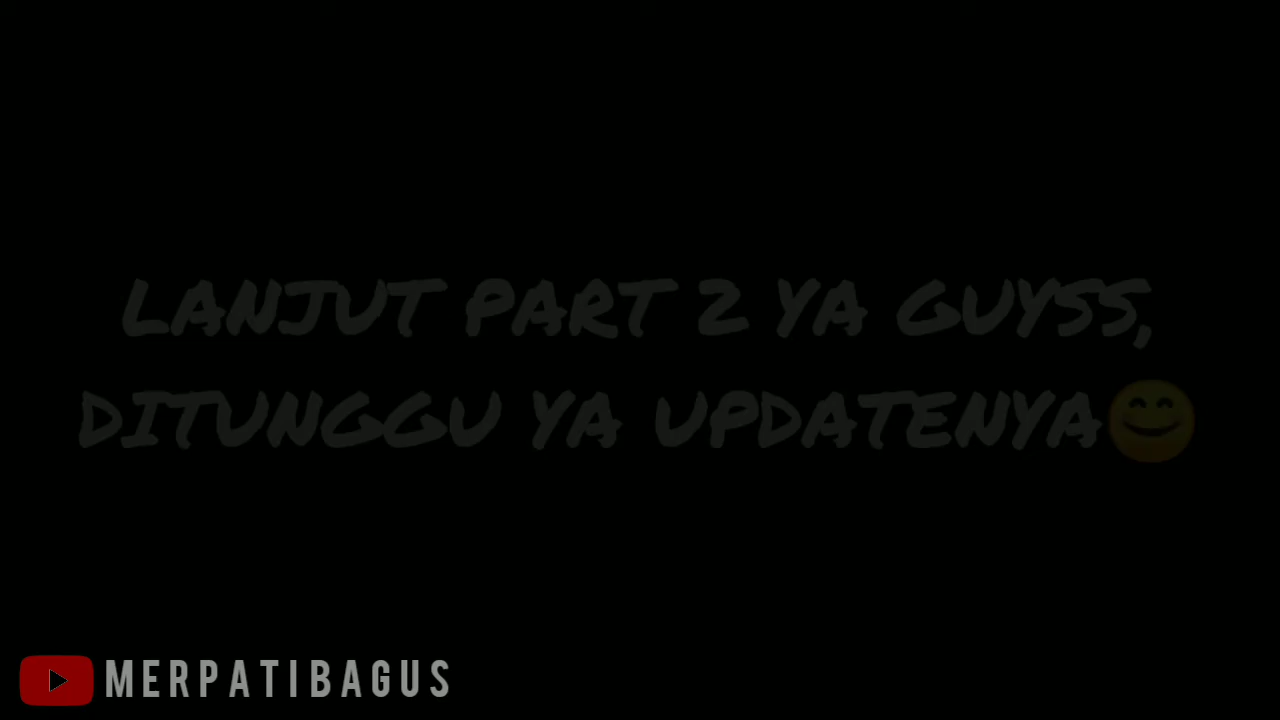 LANJUT PART 2 YA GUYSS,
DITUNGGU YA UPDATENYA😊
MERPATIBAGUS